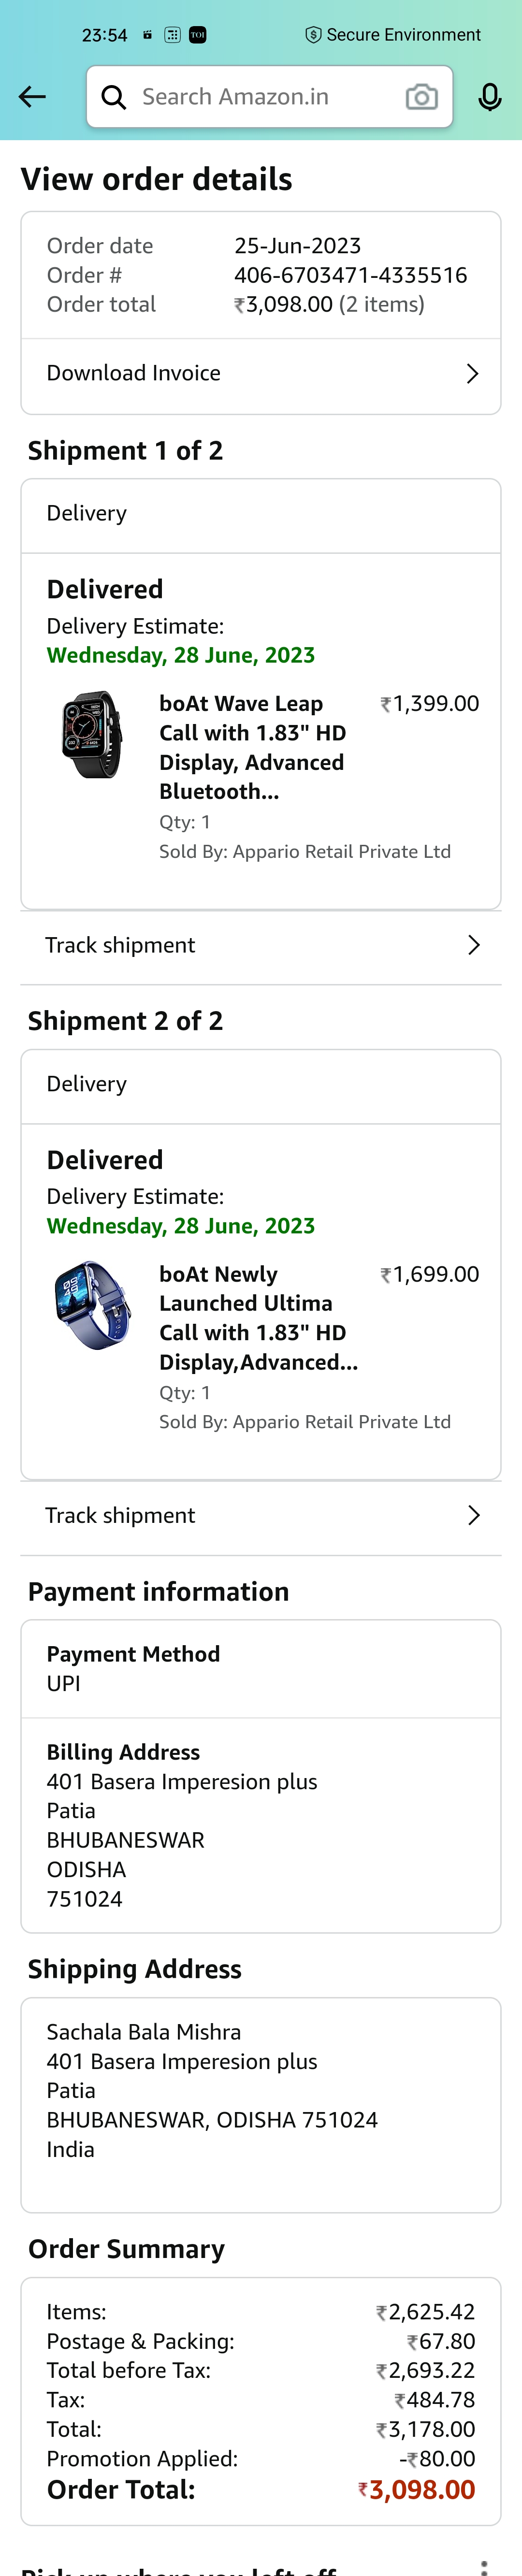 23:54 TOI Secure Environment
Search Amazon.in
View order details
Order date 25-Jun-2023
Order # 406-6703471-4335516
Order total ₹3,098.00 (2 items)
Download Invoice
Shipment 1 of 2
Delivery
Delivered
Delivery Estimate:
Wednesday, 28 June, 2023
boAt Wave Leap ₹1,399.00
Call with 1.83" HD
Display, Advanced
Bluetooth...
Qty: 1
Sold By: Appario Retail Private Ltd
Track shipment
Shipment 2 of 2
Delivery
Delivered
Delivery Estimate:
Wednesday, 28 June, 2023
boAt Newly ₹1,699.00
Launched Ultima
Call with 1.83" HD
Display,Advanced...
Qty: 1
Sold By: Appario Retail Private Ltd
Track shipment
Payment information
Payment Method
UPI
Billing Address
401 Basera Imperesion plus
Patia
BHUBANESWAR
ODISHA
751024
Shipping Address
Sachala Bala Mishra
401 Basera Imperesion plus
Patia
BHUBANESWAR, ODISHA 751024
India
Order Summary
Items: ₹2,625.42
Postage & Packing: ₹67.80
Total before Tax: ₹2,693.22
Tax: ₹484.78
Total: ₹3,178.00
Promotion Applied: -₹80.00
Order Total: ₹3,098.00
Pick up where you left off